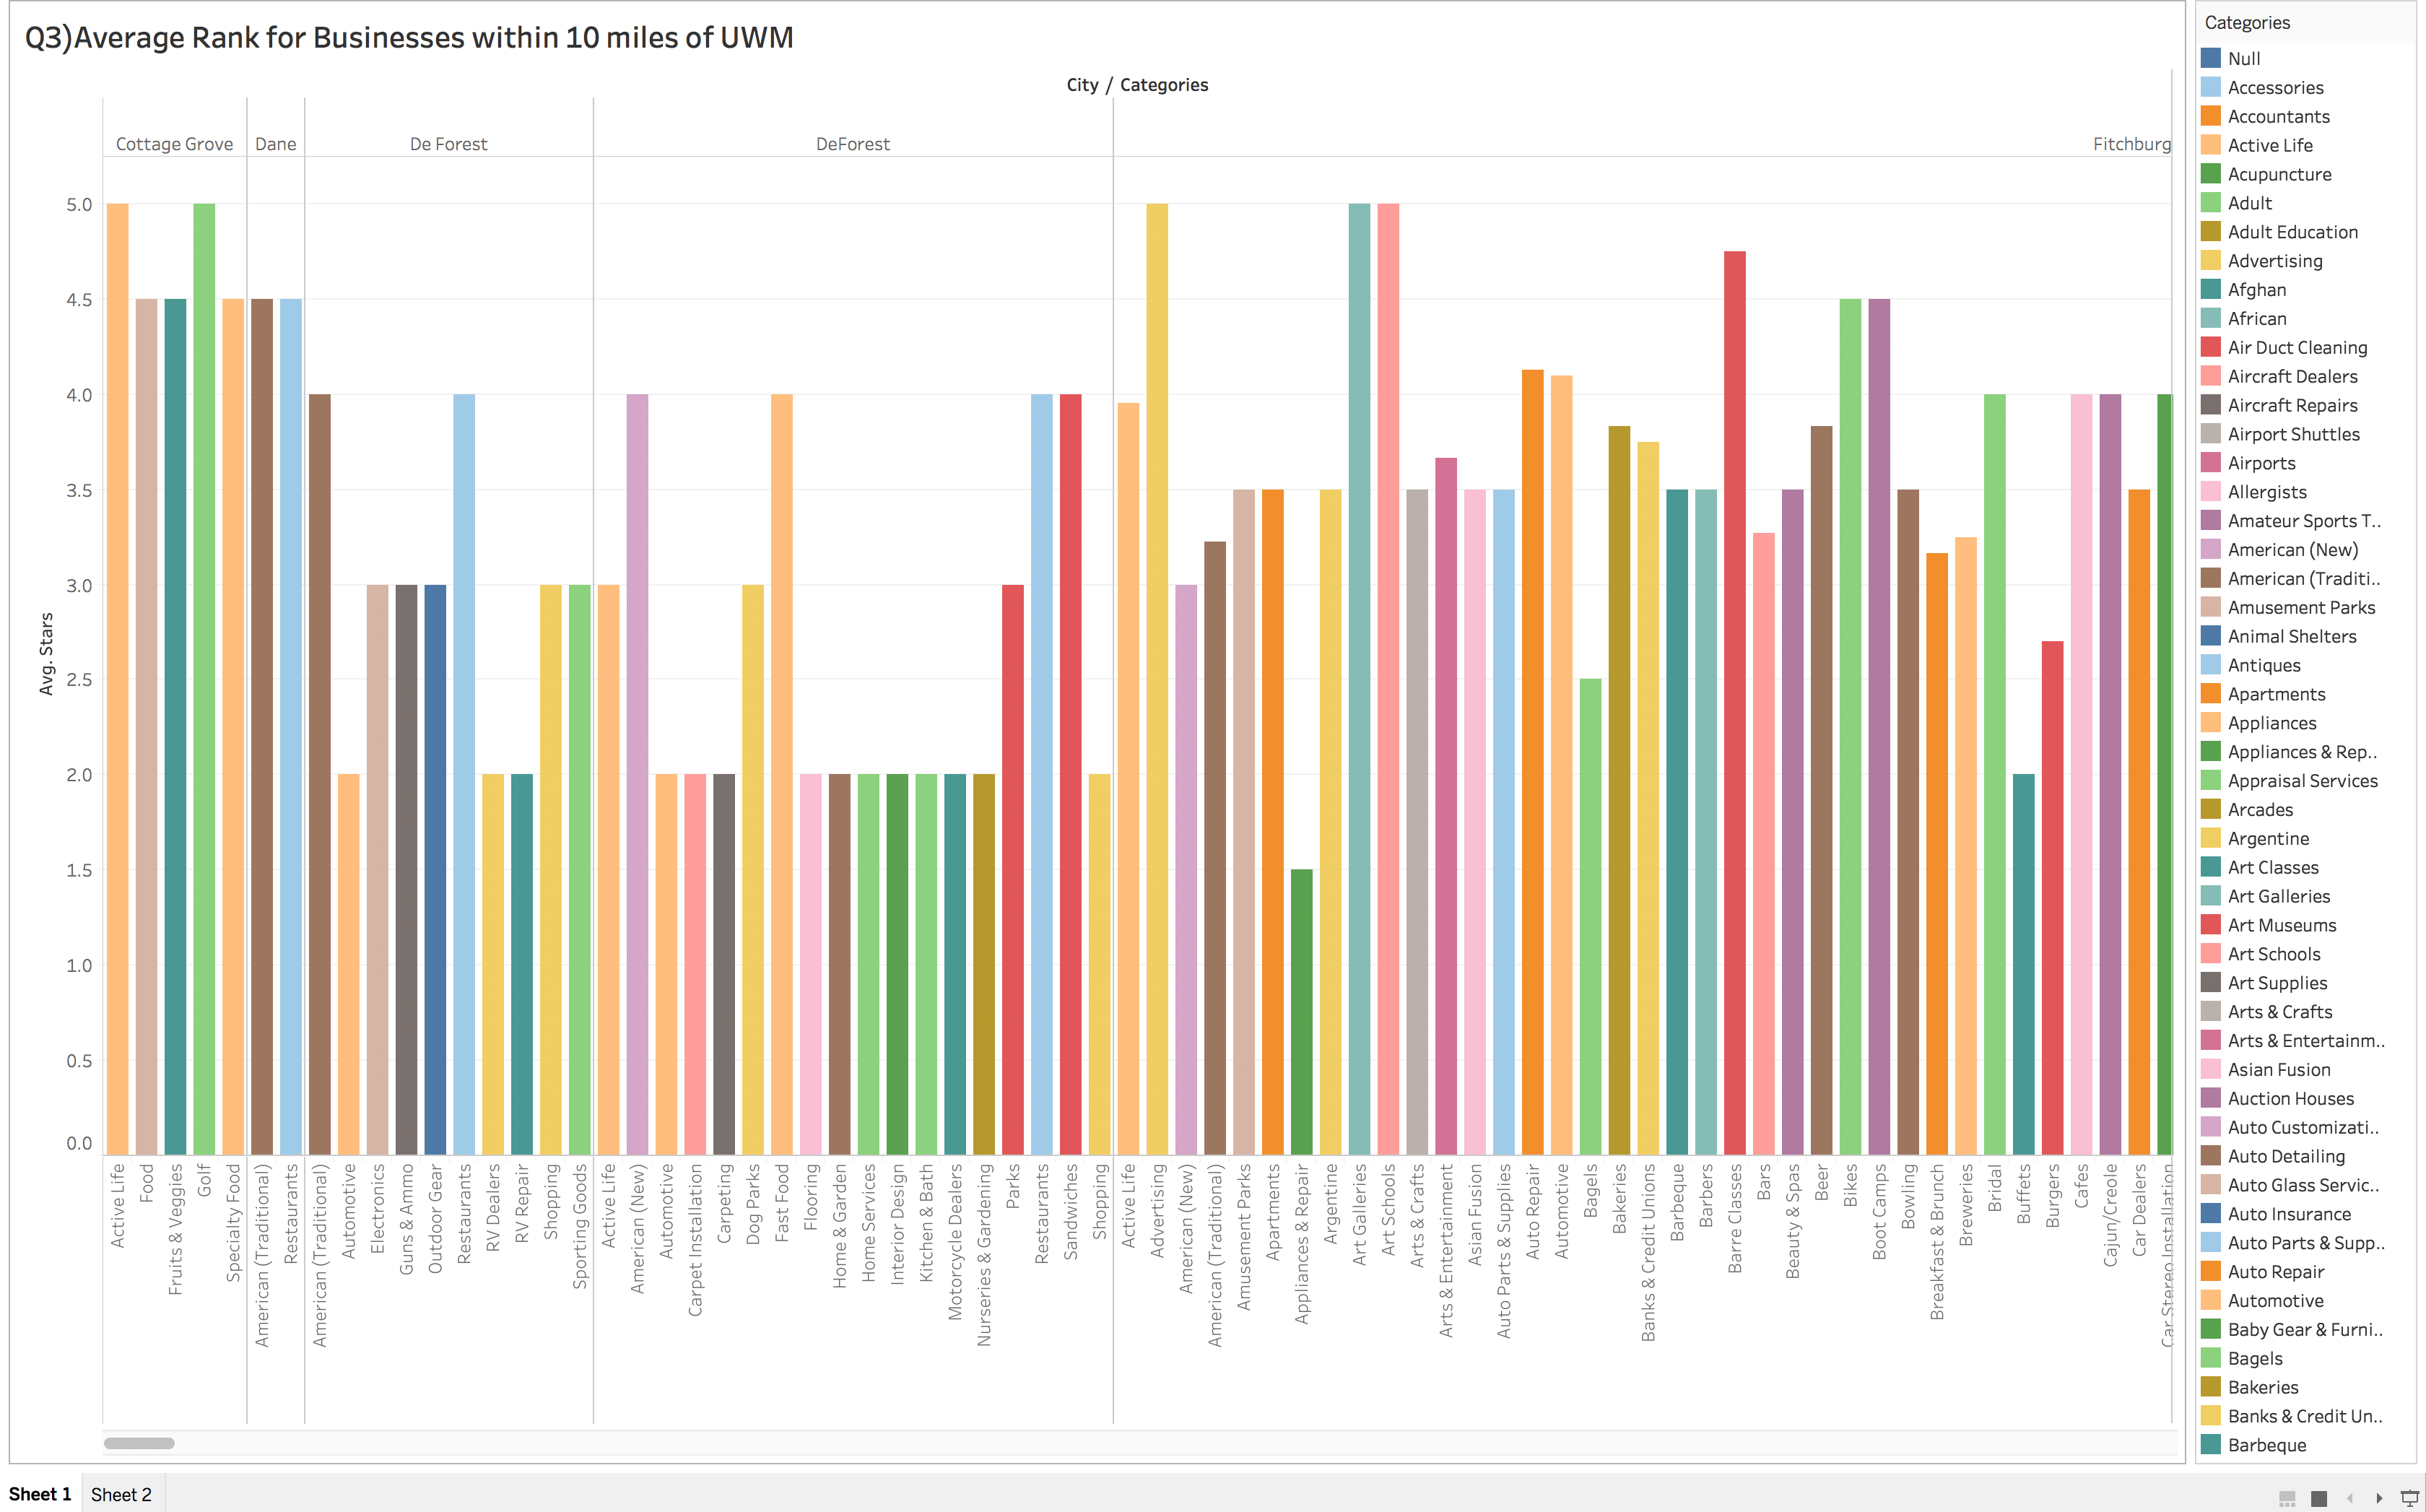 Q3)Average Rank for Businesses within 10 miles of UWM
City / Categories
Cottage Grove
Dane
De Forest
DeForest
Fitchburg
Avg. Stars
5.0
4.5
4.0
3.5
3.0
2.5
2.0
1.5
1.0
0.5
0.0
Active Life
Food
Fruits & Veggies
Golf
Specialty Food
American (Traditional)
Restaurants
American (Traditional)
Automotive
Electronics
Guns & Ammo
Outdoor Gear
Restaurants
RV Dealers
RV Repair
Shopping
Sporting Goods
Active Life
American (New)
Automotive
Carpet Installation
Carpeting
Dog Parks
Fast Food
Flooring
Home & Garden
Home Services
Interior Design
Kitchen & Bath
Motorcycle Dealers
Nurseries & Gardening
Parks
Restaurants
Sandwiches
Shopping
Active Life
Advertising
American (New)
American (Traditional)
Amusement Parks
Apartments
Appliances & Repair
Argentine
Art Galleries
Art Schools
Arts & Crafts
Arts & Entertainment
Asian Fusion
Auto Parts & Supplies
Auto Repair
Automotive
Bagels
Bakeries
Banks & Credit Unions
Barbeque
Barbers
Barre Classes
Bars
Beauty & Spas
Beer
Bikes
Boot Camps
Bowling
Breakfast & Brunch
Breweries
Bridal
Buffets
Burgers
Cafes
Cajun/Creole
Car Dealers
Car Stereo Installation
Categories
Null
Accessories
Accountants
Active Life
Acupuncture
Adult
Adult Education
Advertising
Afghan
African
Air Duct Cleaning
Aircraft Dealers
Aircraft Repairs
Airport Shuttles
Airports
Allergists
Amateur Sports T..
American (New)
American (Traditi..
Amusement Parks
Animal Shelters
Antiques
Apartments
Appliances
Appliances & Rep..
Appraisal Services
Arcades
Argentine
Art Classes
Art Galleries
Art Museums
Art Schools
Art Supplies
Arts & Crafts
Arts & Entertainm..
Asian Fusion
Auction Houses
Auto Customizati..
Auto Detailing
Auto Glass Servic..
Auto Insurance
Auto Parts & Supp..
Auto Repair
Automotive
Baby Gear & Furni..
Bagels
Bakeries
Banks & Credit Un..
Barbeque
Sheet 1
Sheet 2